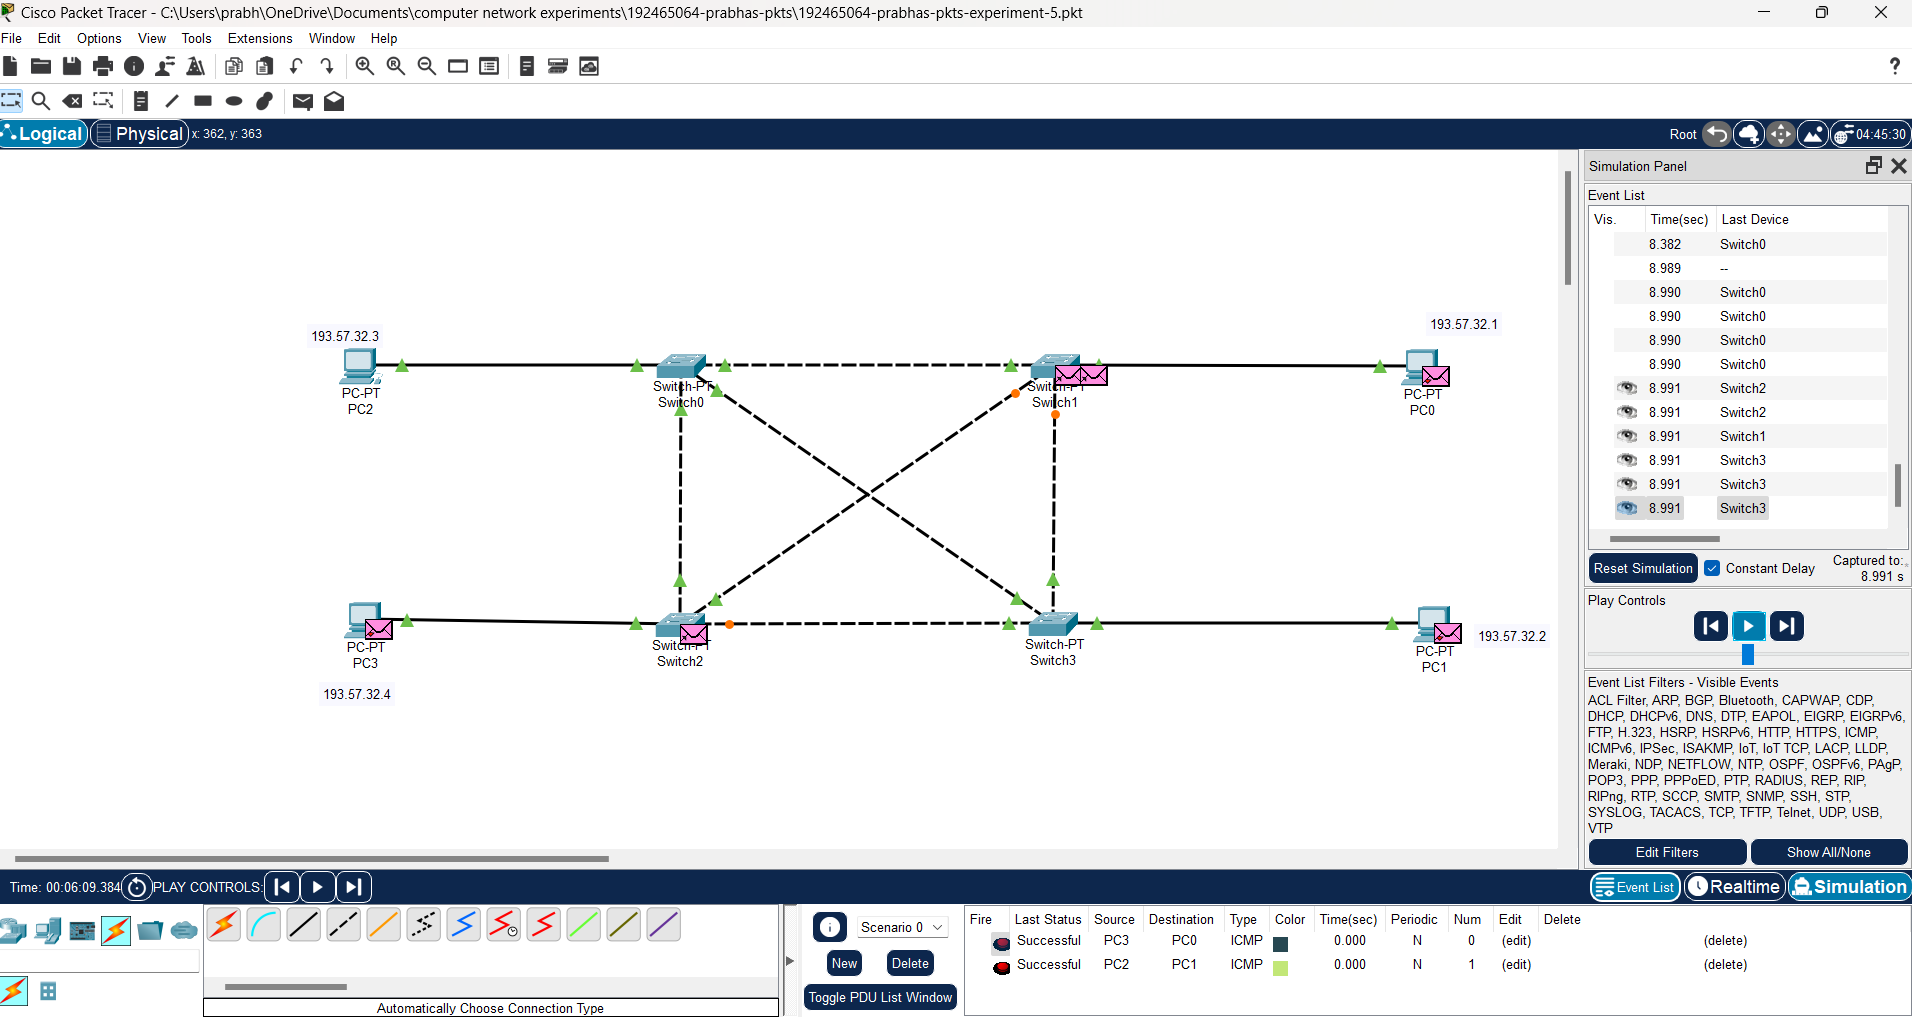 Cisco Packet Tracer - C:\Users\prabh\OneDrive\Documents\computer network experiments\192465064-prabhas-pkts\192465064-prabhas-pkts-experiment-5.pkt
File Edit Options View Tools Extensions Window Help
?
Logical Physical x: 362, y: 363 Root 04:45:30
Simulation Panel
Event List
Vis. Time(sec) Last Device
8.382 Switch0
8.989 --
8.990 Switch0
8.990 Switch0
8.990 Switch0
8.990 Switch0
8.991 Switch2
8.991 Switch2
8.991 Switch1
8.991 Switch3
8.991 Switch3
8.991 Switch3
Reset Simulation Constant Delay Captured to:
8.991 s
Play Controls
Event List Filters - Visible Events
ACL Filter, ARP, BGP, Bluetooth, CAPWAP, CDP,
DHCP, DHCPv6, DNS, DTP, EAPOL, EIGRP, EIGRPv6,
FTP, H.323, HSRP, HSRPv6, HTTP, HTTPS, ICMP,
ICMPv6, IPSec, ISAKMP, IoT, IoT TCP, LACP, LLDP,
Meraki, NDP, NETFLOW, NTP, OSPF, OSPFv6, PAgP,
POP3, PPP, PPPoED, PTP, RADIUS, REP, RIP,
RIPng, RTP, SCCP, SMTP, SNMP, SSH, STP,
SYSLOG, TACACS, TCP, TFTP, Telnet, UDP, USB,
VTP
Edit Filters Show All/None
193.57.32.3
PC-PT
PC2
Switch-PT
Switch0
Switch-PT
Switch1
193.57.32.1
PC-PT
PC0
PC-PT
PC3
193.57.32.4
Switch-PT
Switch2
Switch-PT
Switch3
PC-PT
PC1
193.57.32.2
Time: 00:06:09.384 PLAY CONTROLS:
Event List Realtime Simulation
Automatically Choose Connection Type
Scenario 0
New Delete
Toggle PDU List Window
Fire Last Status Source Destination Type Color Time(sec) Periodic Num Edit Delete
Successful PC3 PC0 ICMP 0.000 N 0 (edit) (delete)
Successful PC2 PC1 ICMP 0.000 N 1 (edit) (delete)